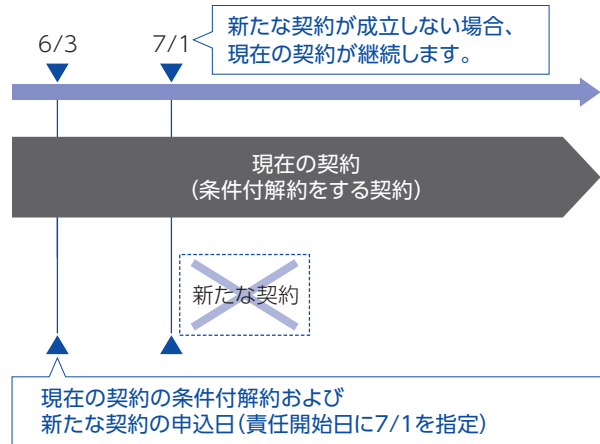 6/3
7/1
新たな契約が成立しない場合、
現在の契約が継続します。
現在の契約
(条件付解約をする契約)
新たな契約
現在の契約の条件付解約および
新たな契約の申込日(責任開始日に7/1を指定)